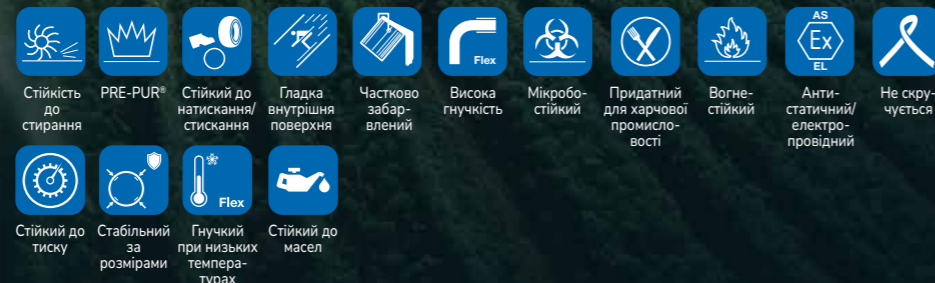 AS
Ex
EL
Flex
Стійкість
до
стирання
PRE-PUR®
Стійкий до
натискання/
стискання
Гладка
внутрішня
поверхня
Частково
забар-
влений
Висока
гнучкість
Мікробо-
стійкий
Придатний
для харчової
промисло-
вості
Вогне-
стійкий
Анти-
статичний/
електро-
провідний
Не скру-
чується
Flex
Стійкий до
тиску
Стабільний
за
розмірами
Гнучкий
при низьких
темпера-
турах
Стійкий до
масел